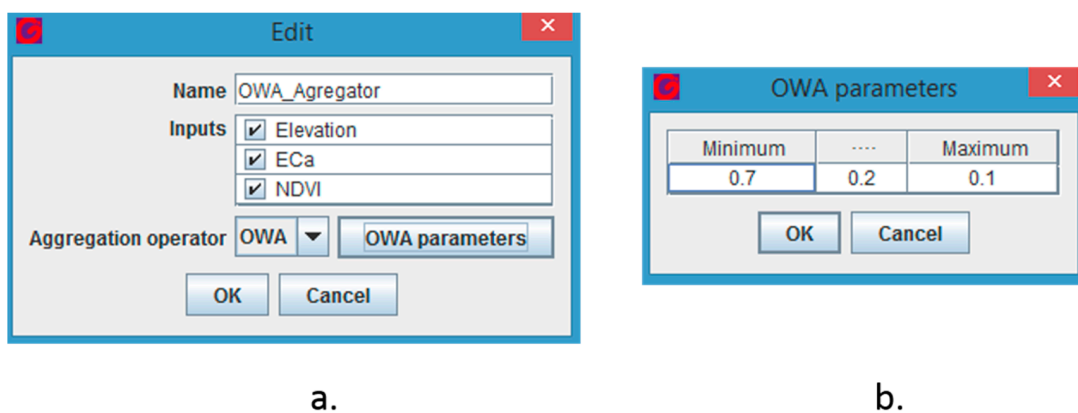 Edit
Name OWA_Agregator
Inputs Elevation
ECa
NDVI
Aggregation operator OWA OWA parameters
OK Cancel
a.
OWA parameters
Minimum ---- Maximum
0.7 0.2 0.1
OK Cancel
b.